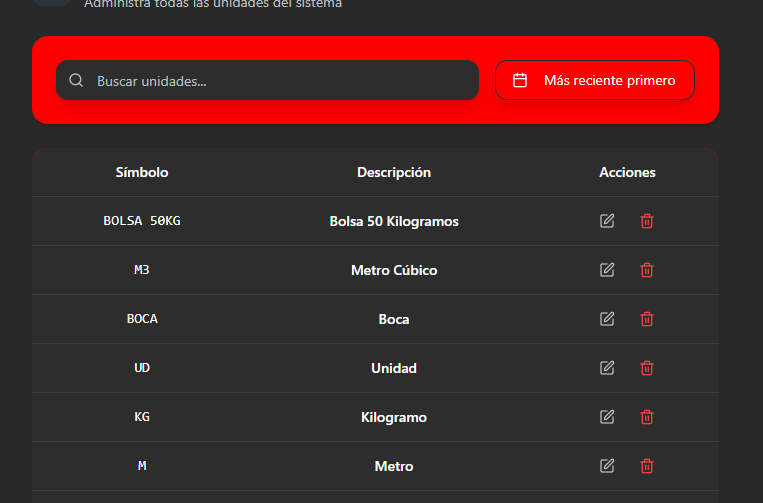 Administra todas las unidades del sistema
Buscar unidades...
Más reciente primero
Símbolo Descripción Acciones
BOLSA 50KG Bolsa 50 Kilogramos
M3 Metro Cúbico
BOCA Boca
UD Unidad
KG Kilogramo
M Metro